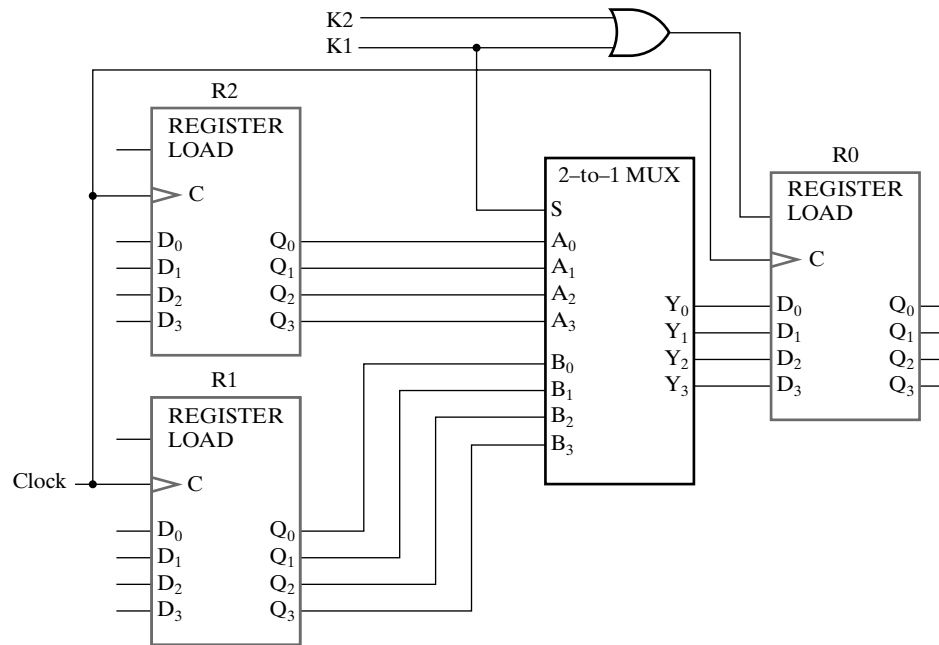 K2
K1
R2
REGISTER
LOAD
C
D₀ Q₀
D₁ Q₁
D₂ Q₂
D₃ Q₃
R1
REGISTER
LOAD
Clock
C
D₀ Q₀
D₁ Q₁
D₂ Q₂
D₃ Q₃
2–to–1 MUX
S
A₀
A₁
A₂
A₃
B₀
B₁
B₂
B₃
Y₀
Y₁
Y₂
Y₃
R0
REGISTER
LOAD
C
D₀ Q₀
D₁ Q₁
D₂ Q₂
D₃ Q₃